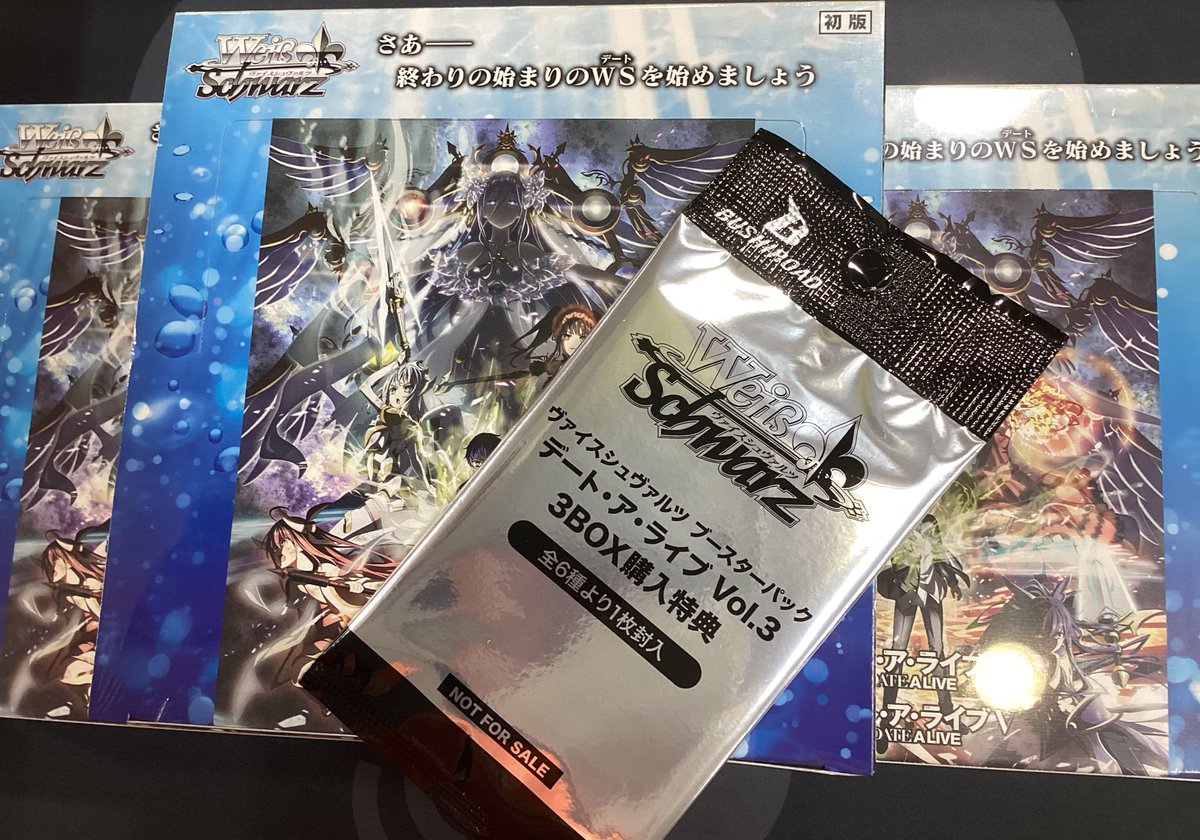 Weiß
Schwarz
ヴァイスシュヴァルツ
さあ――
デート
終わりの始まりのWSを始めましょう
初版
Weiß
Schwarz
さ
デート
の始まりのWSを始めましょう
B
BUSHIROAD
Weiß
Schwarz
ヴァイスシュヴァルツ
ヴァイスシュヴァルツ ブースターパック
デート・ア・ライブ Vol.3
3BOX購入特典
全6種より1枚封入
NOT FOR SALE
・ア・ライブ
DATE A LIVE
・ア・ライブV
DATE A LIVE